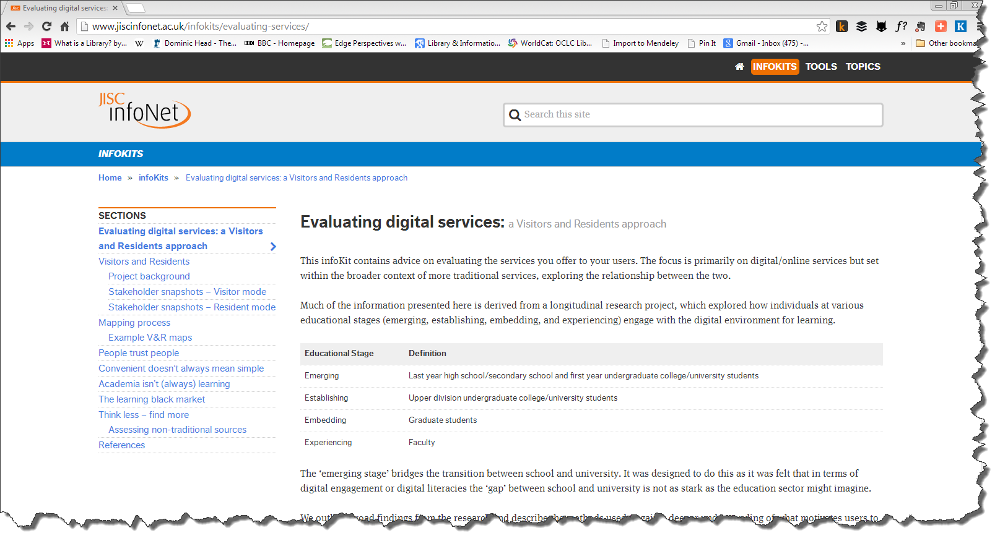 Evaluating digital services:
www.jiscinfonet.ac.uk/infokits/evaluating-services/
Apps What is a Library? by... Dominic Head - The... BBC - Homepage Edge Perspectives w... Library & Informatio... WorldCat: OCLC Lib... Import to Mendeley Pin It Gmail - Inbox (475) -... » Other bookma
INFOKITS TOOLS TOPICS
JISC
infoNet
Search this site
INFOKITS
Home » infoKits » Evaluating digital services: a Visitors and Residents approach
SECTIONS
Evaluating digital services: a Visitors
and Residents approach
Visitors and Residents
Project background
Stakeholder snapshots – Visitor mode
Stakeholder snapshots – Resident mode
Mapping process
Example V&R maps
People trust people
Convenient doesn’t always mean simple
Academia isn’t (always) learning
The learning black market
Think less – find more
Assessing non-traditional sources
References
Evaluating digital services: a Visitors and Residents approach
This infoKit contains advice on evaluating the services you offer to your users. The focus is primarily on digital/online services but set
within the broader context of more traditional services, exploring the relationship between the two.
Much of the information presented here is derived from a longitudinal research project, which explored how individuals at various
educational stages (emerging, establishing, embedding, and experiencing) engage with the digital environment for learning.
Educational Stage Definition
Emerging Last year high school/secondary school and first year undergraduate college/university students
Establishing Upper division undergraduate college/university students
Embedding Graduate students
Experiencing Faculty
The ‘emerging stage’ bridges the transition between school and university. It was designed to do this as it was felt that in terms of
digital engagement or digital literacies the ‘gap’ between school and university is not as stark as the education sector might imagine.
We findings from the research and describe the methods used of what motivates users to